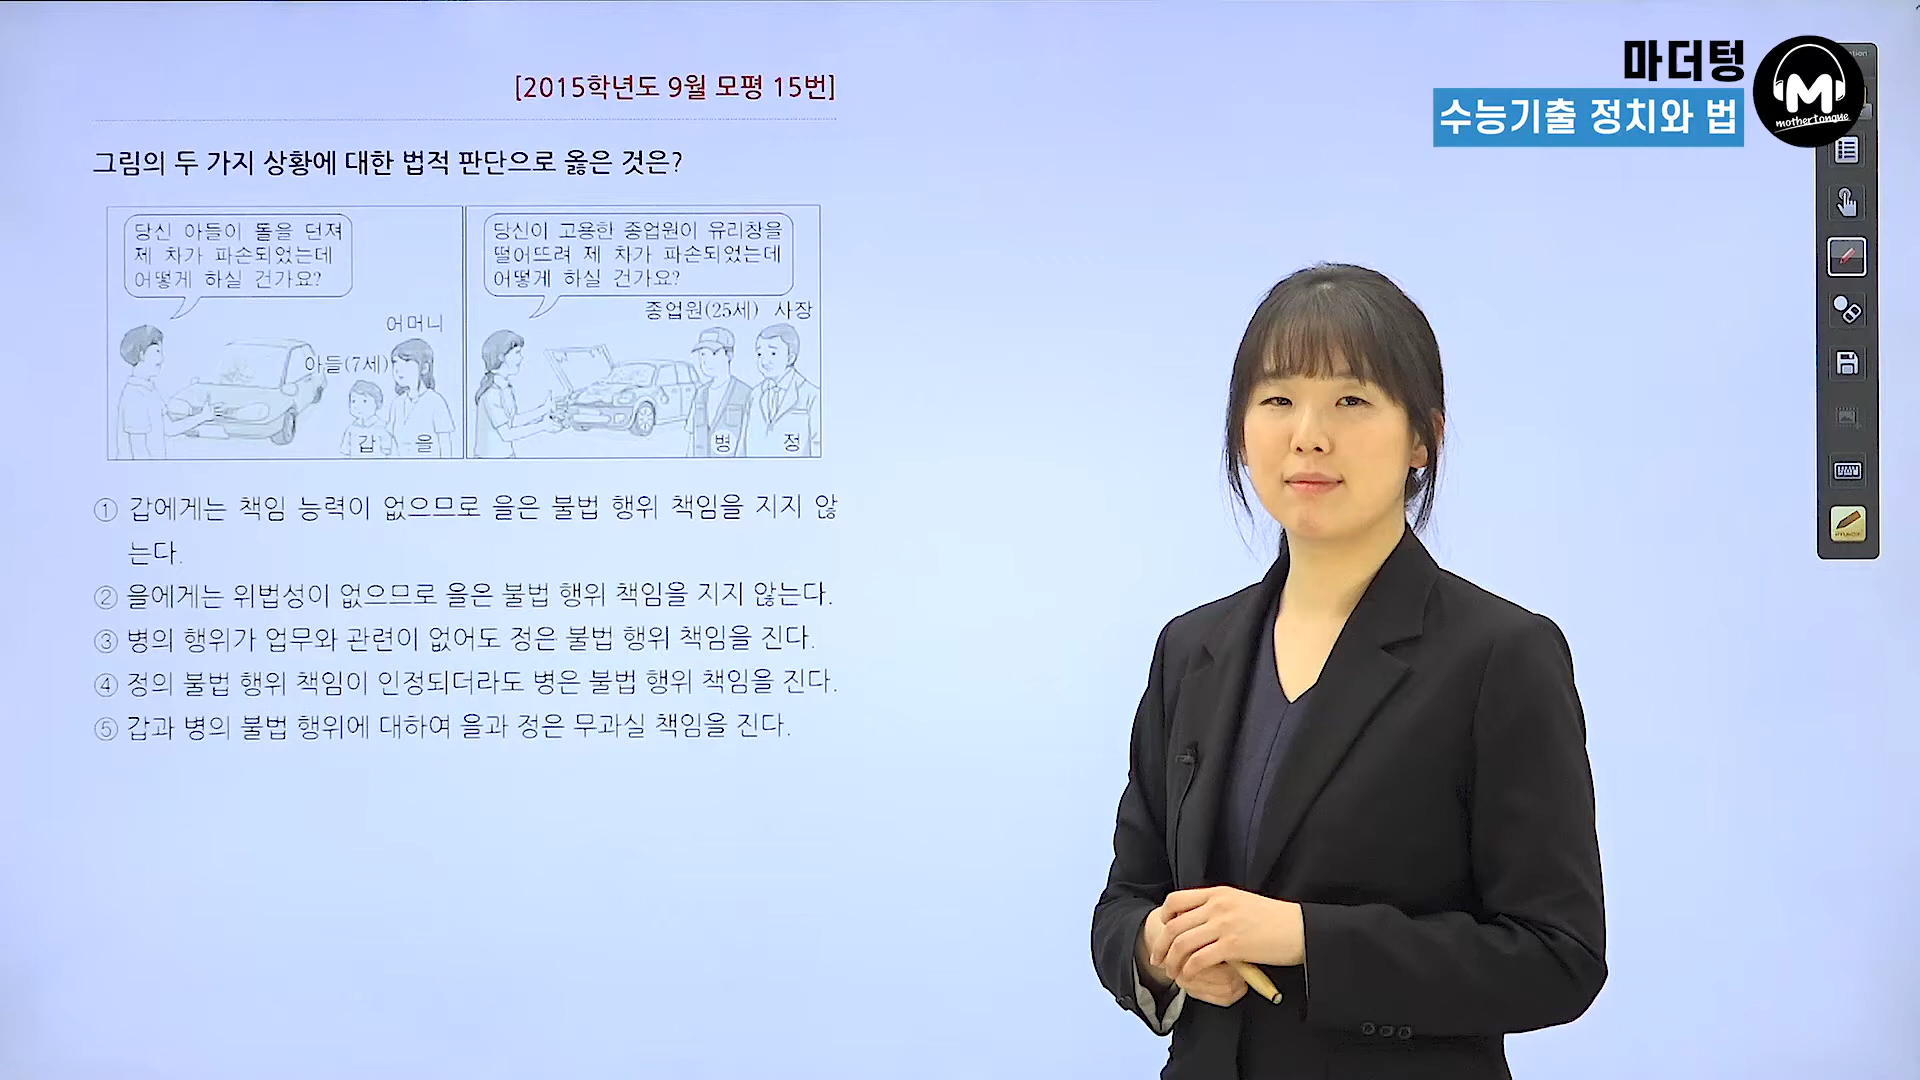 [2015학년도 9월 모평 15번]
마더텅
수능기출 정치와 법
M
mothertongue
그림의 두 가지 상황에 대한 법적 판단으로 옳은 것은?
당신 아들이 돌을 던져
제 차가 파손되었는데
어떻게 하실 건가요?
어머니
아들(7세)
갑
을
당신이 고용한 종업원이 유리창을
떨어뜨려 제 차가 파손되었는데
어떻게 하실 건가요?
종업원(25세) 사장
병
정
① 갑에게는 책임 능력이 없으므로 을은 불법 행위 책임을 지지 않
는다.
② 을에게는 위법성이 없으므로 을은 불법 행위 책임을 지지 않는다.
③ 병의 행위가 업무와 관련이 없어도 정은 불법 행위 책임을 진다.
④ 정의 불법 행위 책임이 인정되더라도 병은 불법 행위 책임을 진다.
⑤ 갑과 병의 불법 행위에 대하여 을과 정은 무과실 책임을 진다.